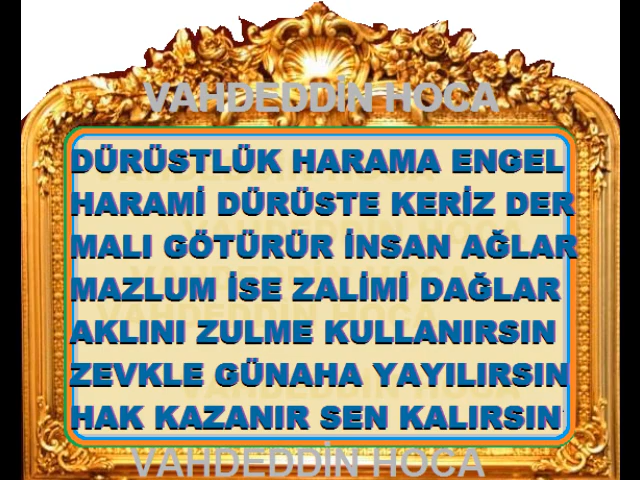 VAHDEDDİN HOCA
DÜRÜSTLÜK HARAMA ENGEL
HARAMİ DÜRÜSTE KERİZ DER
MALI GÖTÜRÜR İNSAN AĞLAR
MAZLUM İSE ZALİMİ DAĞLAR
AKLINI ZULME KULLANIRSIN
ZEVKLE GÜNAHA YAYILIRSIN
HAK KAZANIR SEN KALIRSIN
VAHDEDDİN HOCA